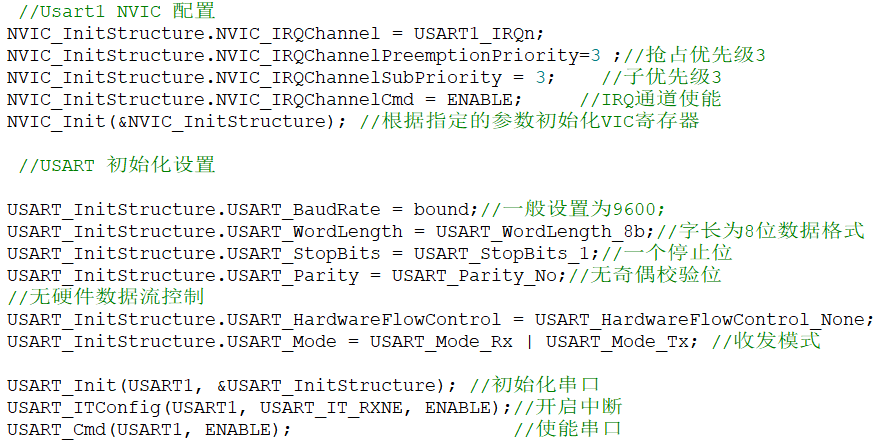 //Usart1 NVIC 配置
NVIC_InitStructure.NVIC_IRQChannel = USART1_IRQn;
NVIC_InitStructure.NVIC_IRQChannelPreemptionPriority=3 ;//抢占优先级3
NVIC_InitStructure.NVIC_IRQChannelSubPriority = 3; //子优先级3
NVIC_InitStructure.NVIC_IRQChannelCmd = ENABLE; //IRQ通道使能
NVIC_Init(&NVIC_InitStructure); //根据指定的参数初始化VIC寄存器
//USART 初始化设置
USART_InitStructure.USART_BaudRate = bound;//一般设置为9600;
USART_InitStructure.USART_WordLength = USART_WordLength_8b;//字长为8位数据格式
USART_InitStructure.USART_StopBits = USART_StopBits_1;//一个停止位
USART_InitStructure.USART_Parity = USART_Parity_No;//无奇偶校验位
//无硬件数据流控制
USART_InitStructure.USART_HardwareFlowControl = USART_HardwareFlowControl_None;
USART_InitStructure.USART_Mode = USART_Mode_Rx | USART_Mode_Tx; //收发模式
USART_Init(USART1, &USART_InitStructure); //初始化串口
USART_ITConfig(USART1, USART_IT_RXNE, ENABLE);//开启中断
USART_Cmd(USART1, ENABLE); //使能串口